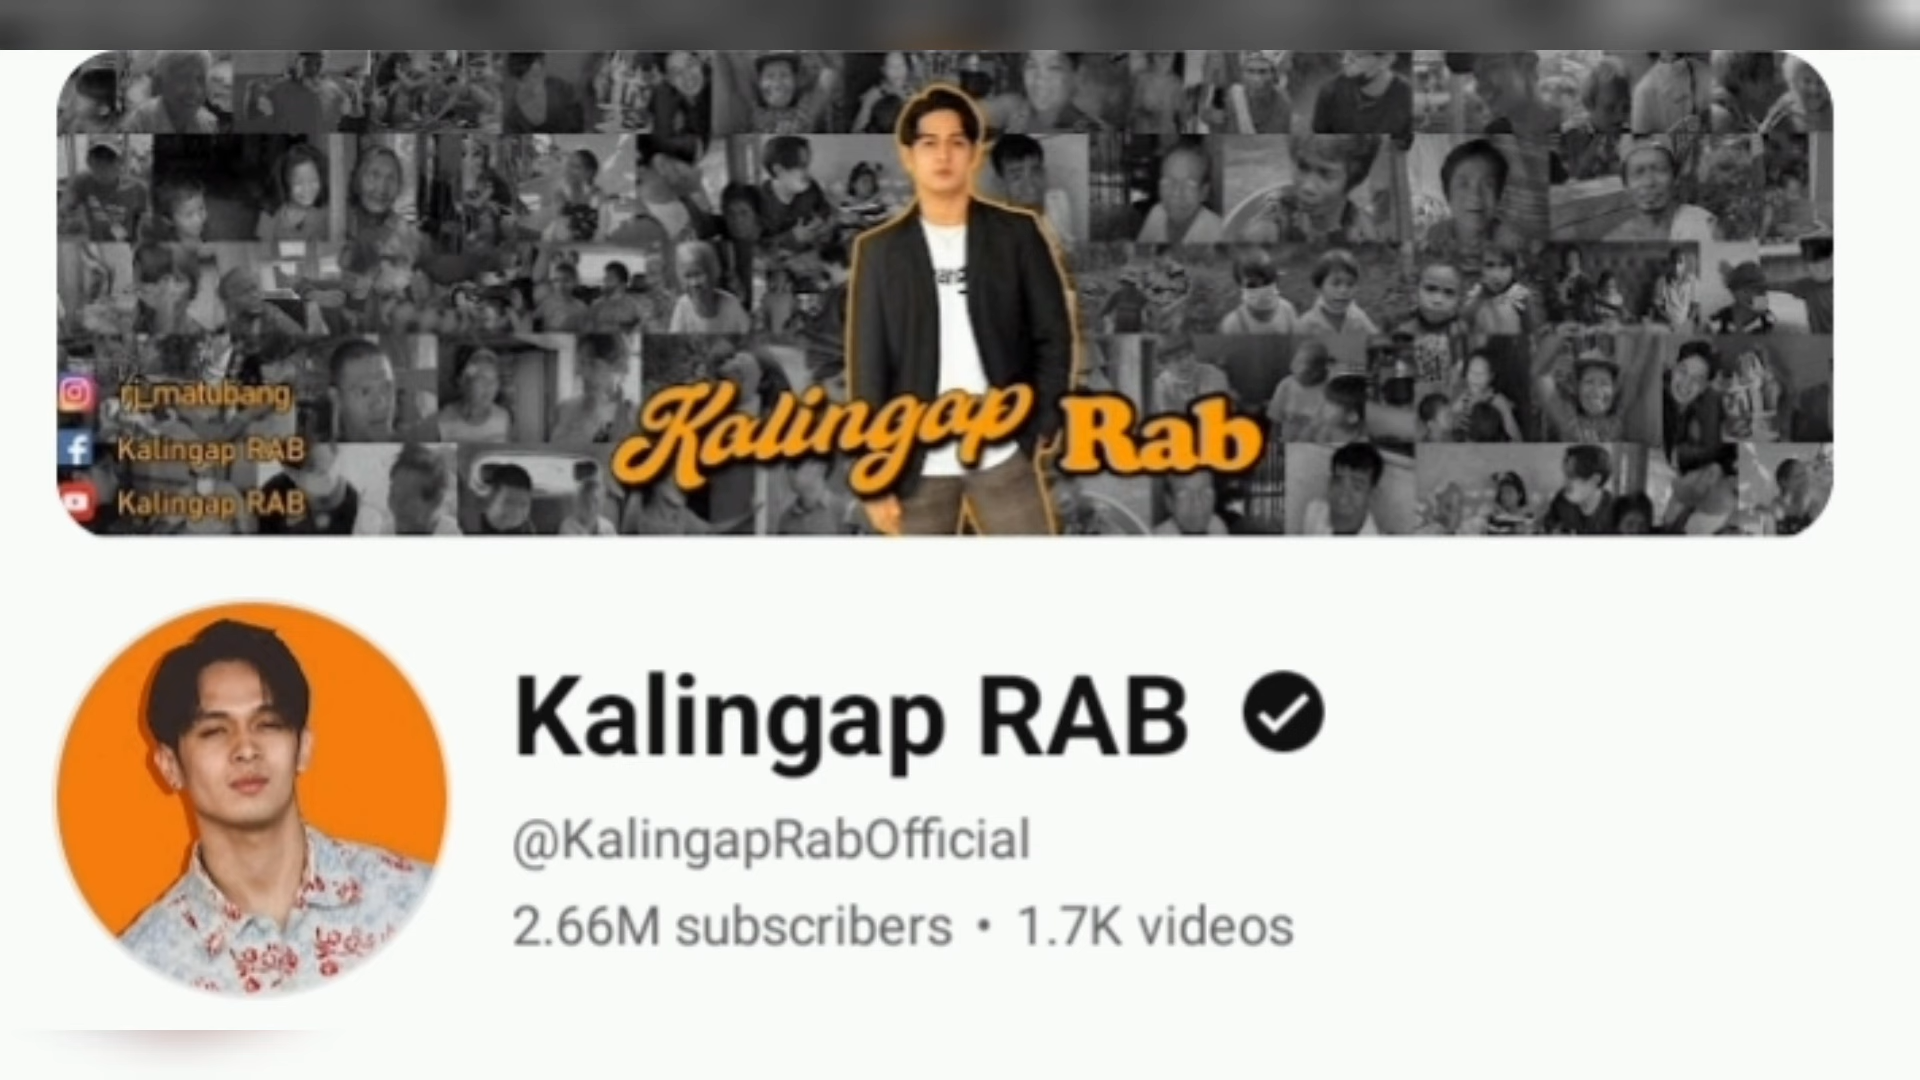 rj_matubang
Kalingap RAB
Kalingap RAB
Kalingap Rab
Kalingap RAB
@KalingapRabOfficial
2.66M subscribers • 1.7K videos